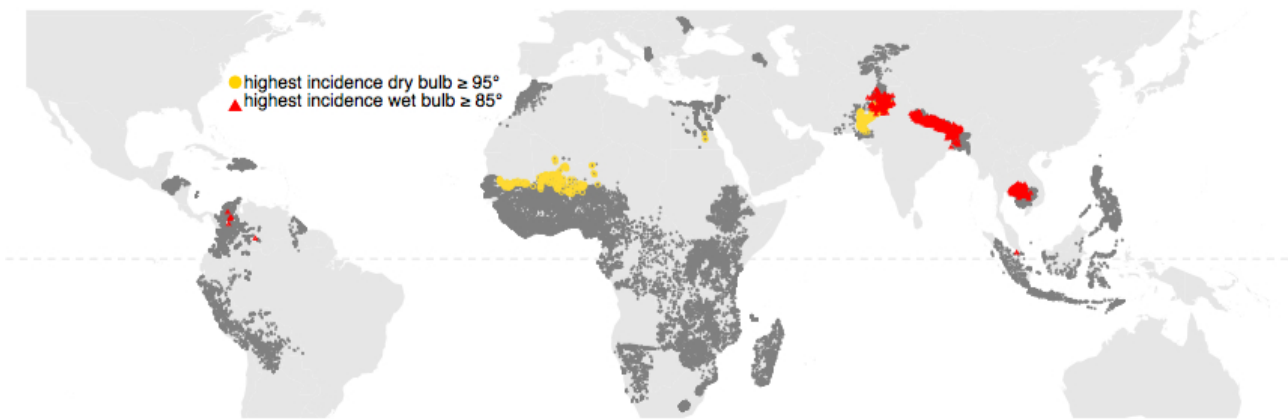 highest incidence dry bulb ≥ 95°
highest incidence wet bulb ≥ 85°